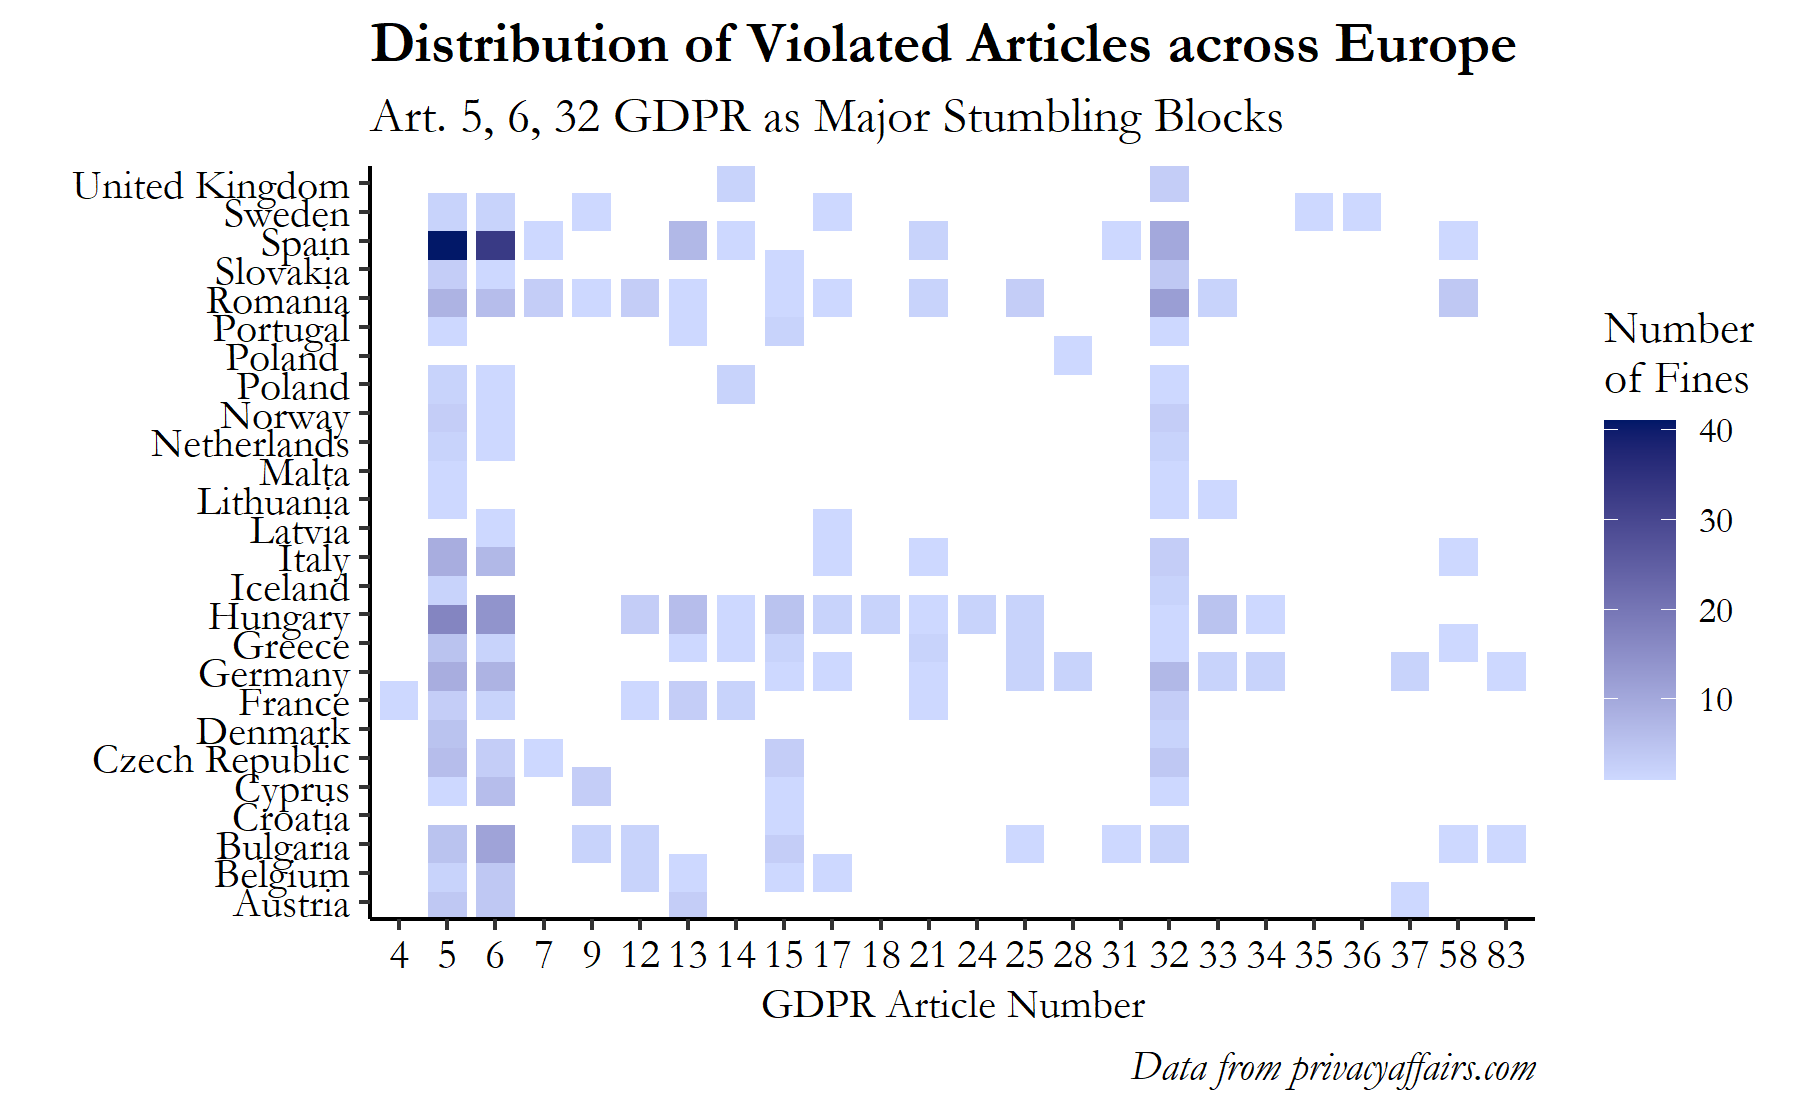 Distribution of Violated Articles across Europe
Art. 5, 6, 32 GDPR as Major Stumbling Blocks
United Kingdom
Sweden
Spain
Slovakia
Romania
Portugal
Poland
Poland
Norway
Netherlands
Malta
Lithuania
Latvia
Italy
Iceland
Hungary
Greece
Germany
France
Denmark
Czech Republic
Cyprus
Croatia
Bulgaria
Belgium
Austria
4 5 6 7 9 12 13 14 15 17 18 21 24 25 28 31 32 33 34 35 36 37 58 83
GDPR Article Number
Number
of Fines
40
30
20
10
Data from privacyaffairs.com